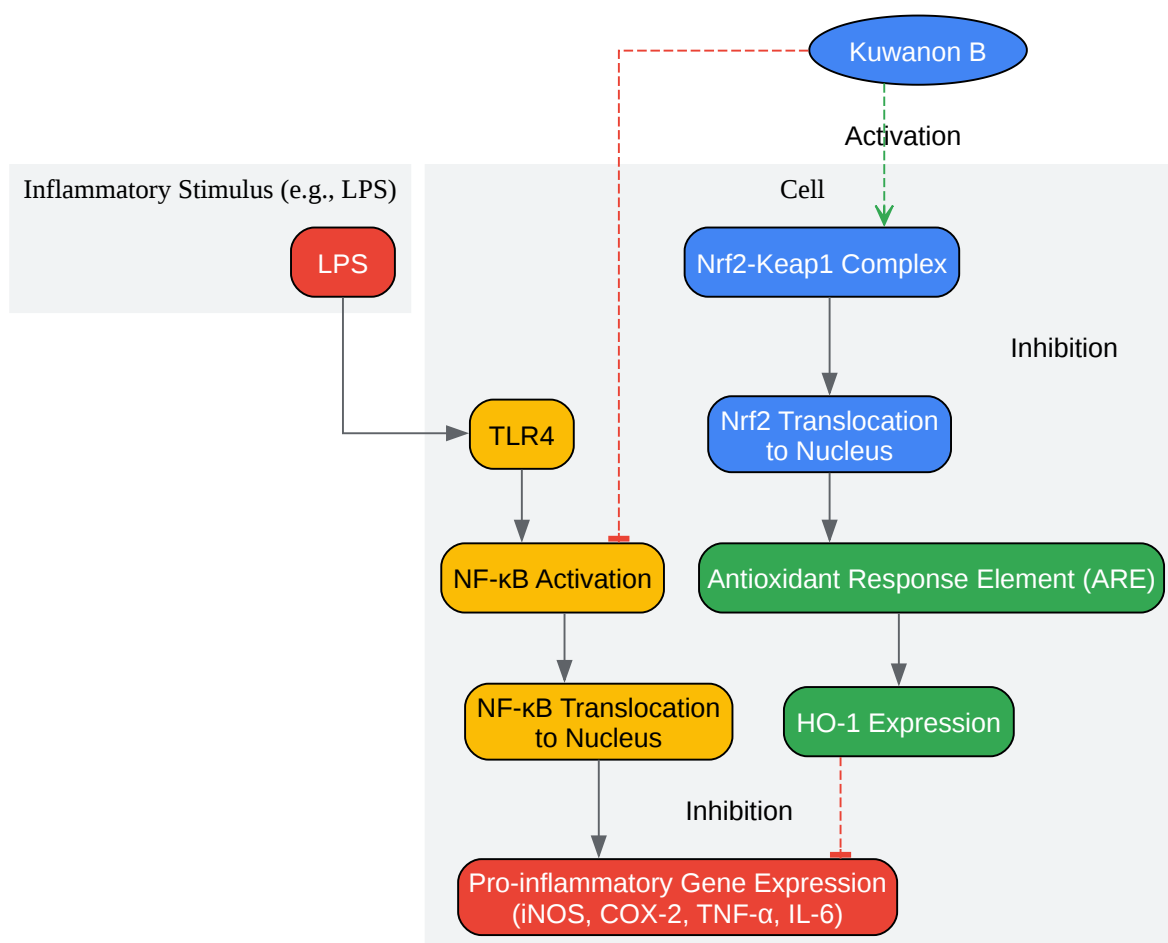 Kuwanon B
Activation
Inflammatory Stimulus (e.g., LPS)
Cell
LPS
Nrf2-Keap1 Complex
Inhibition
TLR4
Nrf2 Translocation
to Nucleus
NF-κB Activation
Antioxidant Response Element (ARE)
NF-κB Translocation
to Nucleus
HO-1 Expression
Inhibition
Pro-inflammatory Gene Expression
(iNOS, COX-2, TNF-α, IL-6)